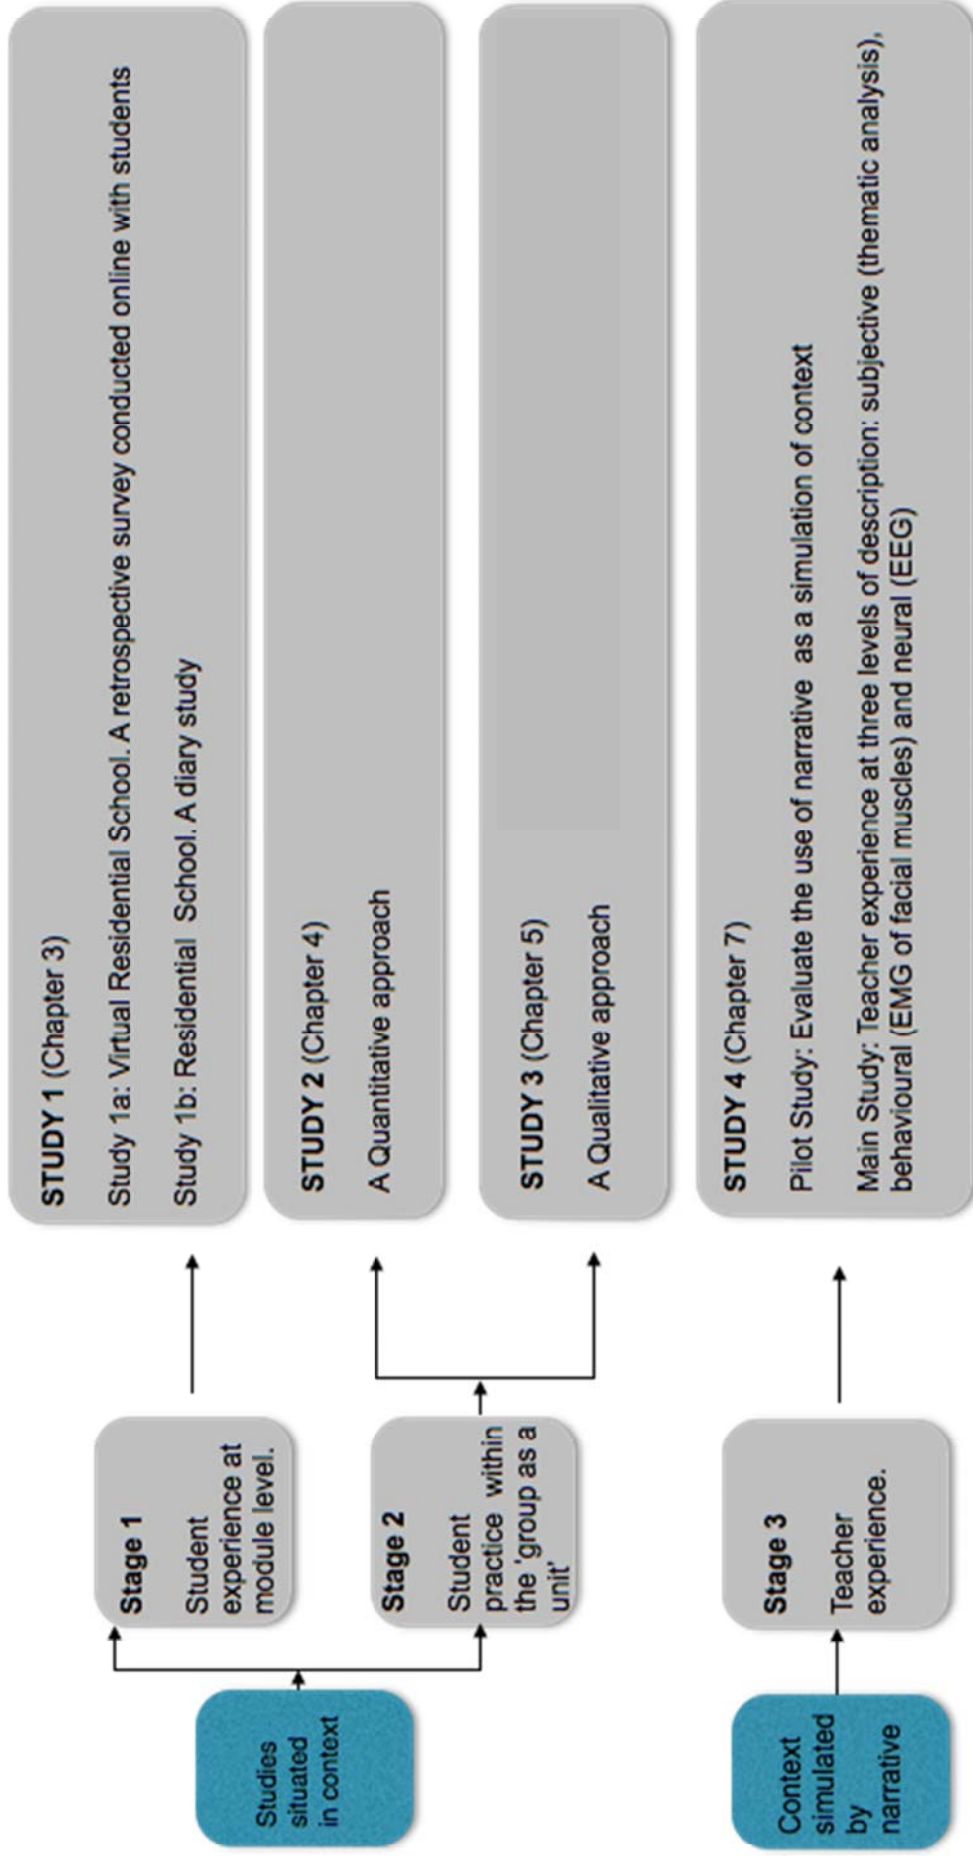 Studies
situated
in context
Stage 1
Student
experience at
module level.
STUDY 1 (Chapter 3)
Study 1a: Virtual Residential School. A retrospective survey conducted online with students
Study 1b: Residential School. A diary study
Stage 2
Student
practice within
the 'group as a
unit'
STUDY 2 (Chapter 4)
A Quantitative approach
STUDY 3 (Chapter 5)
A Qualitative approach
Context
simulated
by
narrative
Stage 3
Teacher
experience.
STUDY 4 (Chapter 7)
Pilot Study: Evaluate the use of narrative as a simulation of context
Main Study: Teacher experience at three levels of description: subjective (thematic analysis),
behavioural (EMG of facial muscles) and neural (EEG)